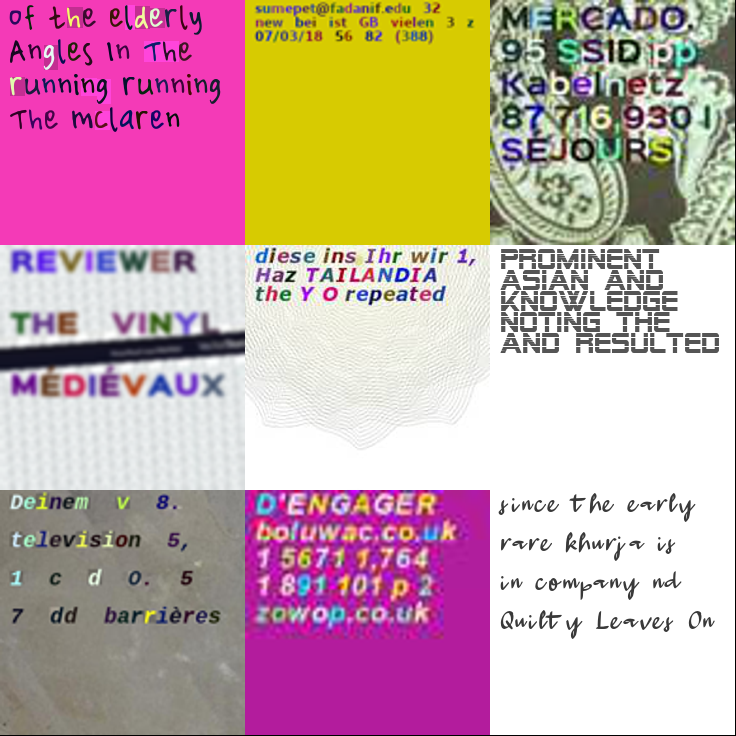 of the elderly
Angles In The
running running
The mclaren
sumepet@fadanif.edu 32
new bei ist GB vielen 3 z
07/03/18 56 82 (388)
MERCADO.
95 SSID pp
Kabelnetz
87 716 930 I
SÉJOURS
REVIEWER
THE VINYL
MÉDIÉVAUX
diese ins Ihr wir 1,
Haz TAILANDIA
the Y O repeated
PROMINENT
ASIAN AND
KNOWLEDGE
NOTING THE
AND RESULTED
Deinem v 8.
television 5,
1 c d O. 5
7 dd barrières
D'ENGAGER
boluwac.co.uk
1 5671 1,764
1 891 101 p 2
zowop.co.uk
since the early
rare khurja is
in company nd
Quilty Leaves On